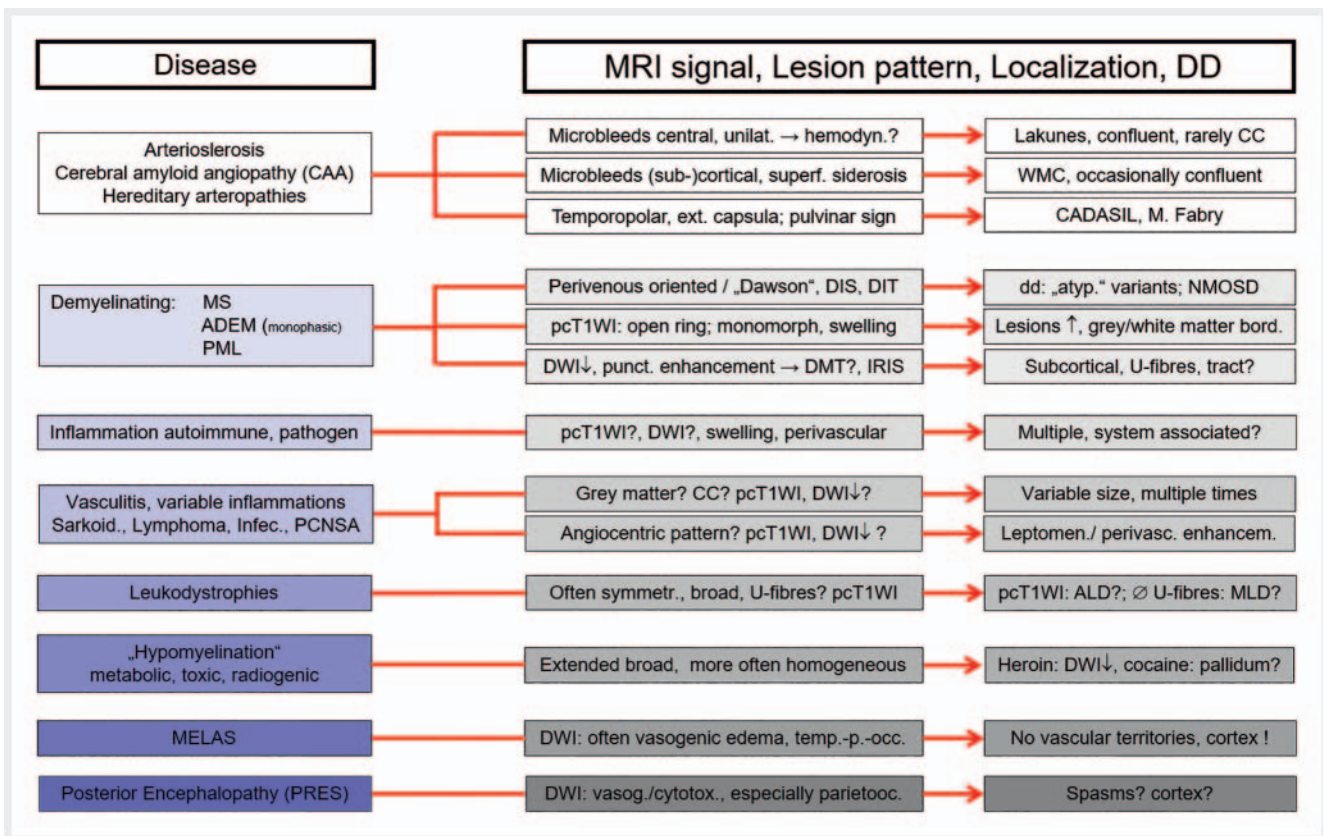 Disease
MRI signal, Lesion pattern, Localization, DD
Arterioslerosis
Cerebral amyloid angiopathy (CAA)
Hereditary arteropathies
Microbleeds central, unilat. → hemodyn.?
Lakunes, confluent, rarely CC
Microbleeds (sub-)cortical, superf. siderosis
WMC, occasionally confluent
Temporopolar, ext. capsula; pulvinar sign
CADASIL, M. Fabry
Demyelinating: MS
ADEM (monophasic)
PML
Perivenous oriented / „Dawson“, DIS, DIT
dd: „atyp.“ variants; NMOSD
pcT1WI: open ring; monomorph, swelling
Lesions ↑, grey/white matter bord.
DWI↓, punct. enhancement → DMT?, IRIS
Subcortical, U-fibres, tract?
Inflammation autoimmune, pathogen
pcT1WI?, DWI?, swelling, perivascular
Multiple, system associated?
Vasculitis, variable inflammations
Sarkoid., Lymphoma, Infec., PCNSA
Grey matter? CC? pcT1WI, DWI↓?
Variable size, multiple times
Angiocentric pattern? pcT1WI, DWI↓ ?
Leptomen./ perivasc. enhancem.
Leukodystrophies
Often symmetr., broad, U-fibres? pcT1WI
pcT1WI: ALD?; ∅ U-fibres: MLD?
„Hypomyelination“
metabolic, toxic, radiogenic
Extended broad, more often homogeneous
Heroin: DWI↓, cocaine: pallidum?
MELAS
DWI: often vasogenic edema, temp.-p.-occ.
No vascular territories, cortex !
Posterior Encephalopathy (PRES)
DWI: vasog./cytotox., especially parietooc.
Spasms? cortex?